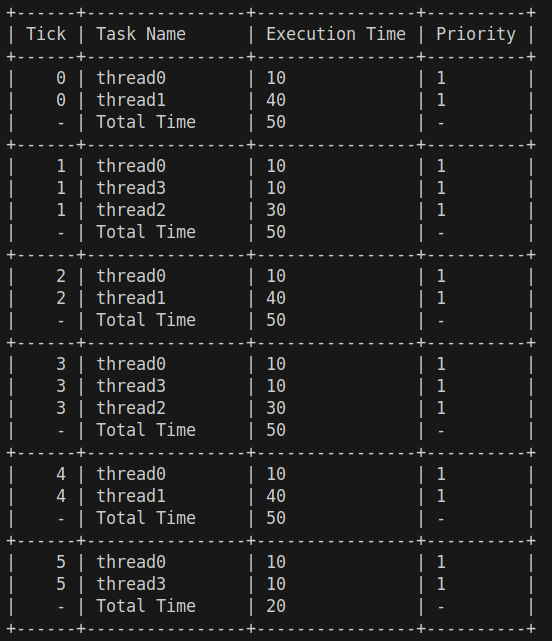 +------+----------------+----------------+----------+
| Tick | Task Name      | Execution Time | Priority |
+------+----------------+----------------+----------+
|    0 | thread0        | 10             | 1        |
|    0 | thread1        | 40             | 1        |
|    - | Total Time     | 50             | -        |
+------+----------------+----------------+----------+
|    1 | thread0        | 10             | 1        |
|    1 | thread3        | 10             | 1        |
|    1 | thread2        | 30             | 1        |
|    - | Total Time     | 50             | -        |
+------+----------------+----------------+----------+
|    2 | thread0        | 10             | 1        |
|    2 | thread1        | 40             | 1        |
|    - | Total Time     | 50             | -        |
+------+----------------+----------------+----------+
|    3 | thread0        | 10             | 1        |
|    3 | thread3        | 10             | 1        |
|    3 | thread2        | 30             | 1        |
|    - | Total Time     | 50             | -        |
+------+----------------+----------------+----------+
|    4 | thread0        | 10             | 1        |
|    4 | thread1        | 40             | 1        |
|    - | Total Time     | 50             | -        |
+------+----------------+----------------+----------+
|    5 | thread0        | 10             | 1        |
|    5 | thread3        | 10             | 1        |
|    - | Total Time     | 20             | -        |
+------+----------------+----------------+----------+